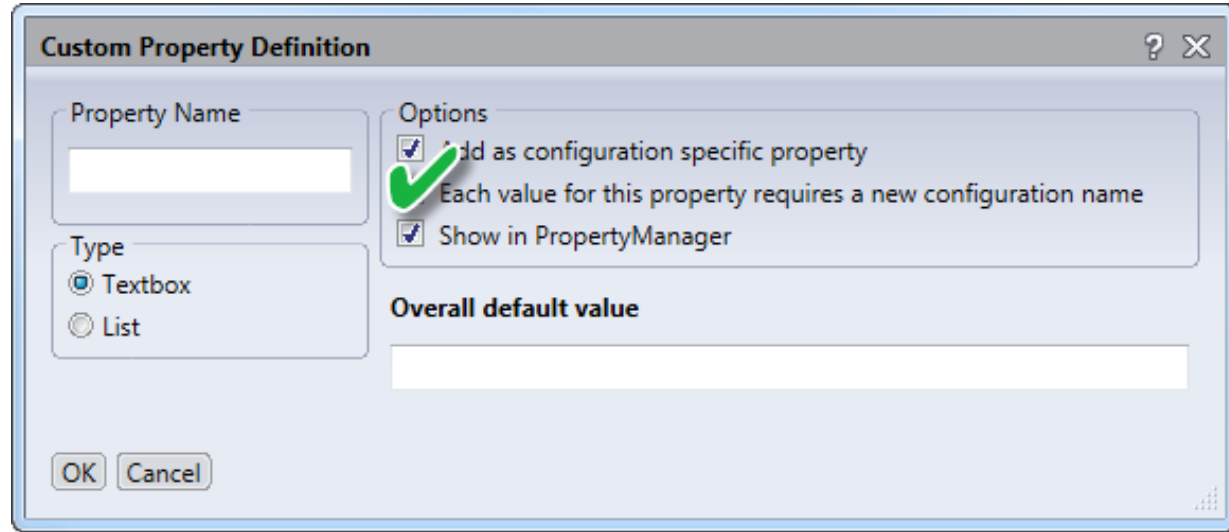 Custom Property Definition
Property Name
Options
Add as configuration specific property
Each value for this property requires a new configuration name
Show in PropertyManager
Type
Textbox
List
Overall default value
OK
Cancel